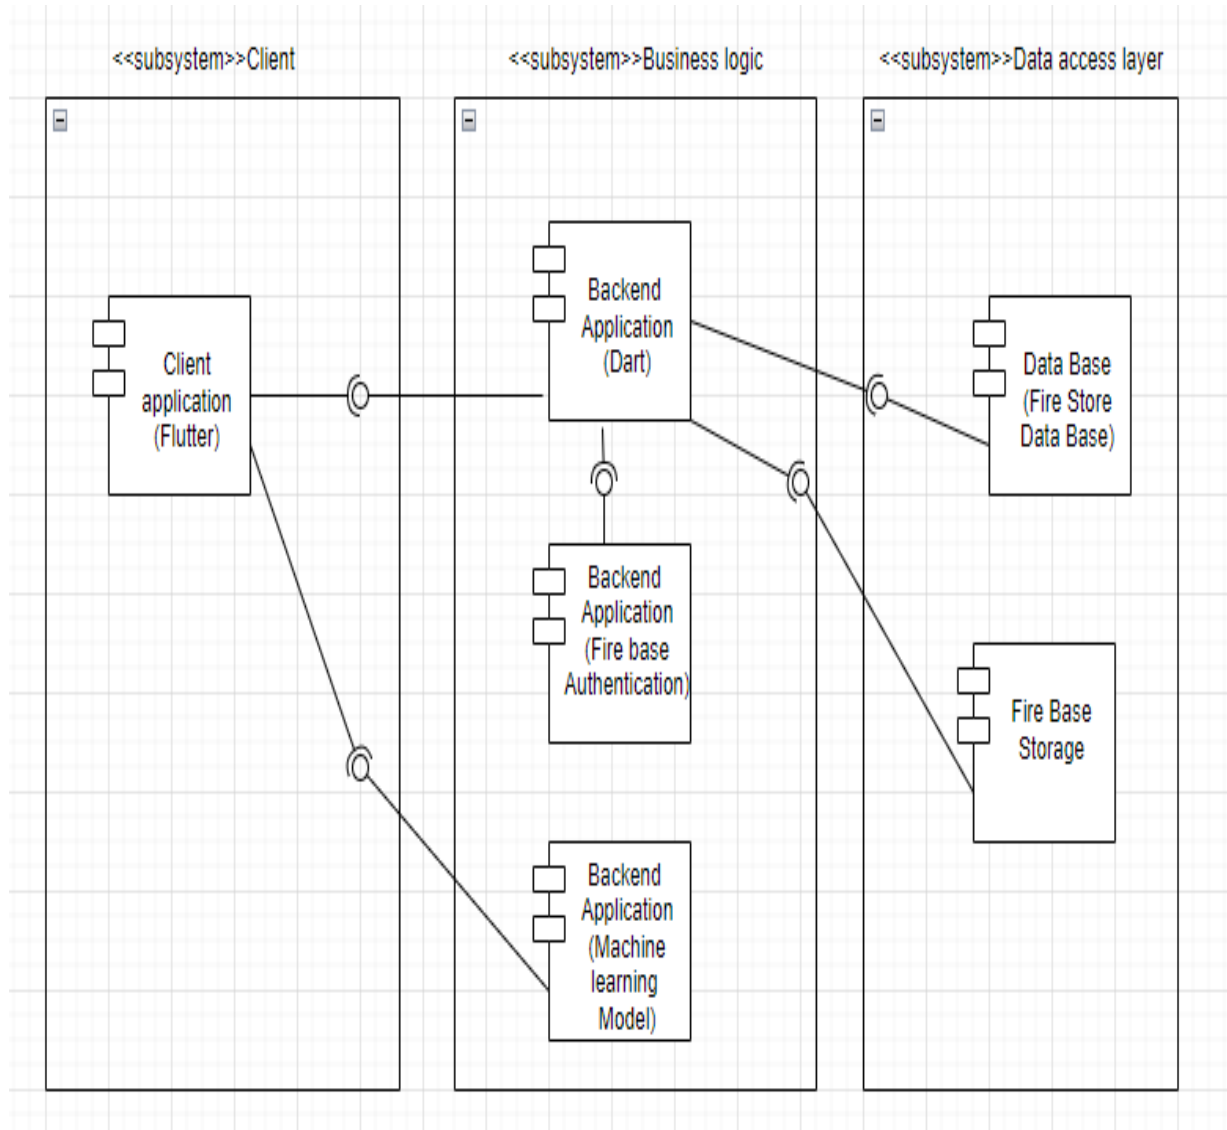 <<subsystem>>Client
<<subsystem>>Business logic
<<subsystem>>Data access layer
Client
application
(Flutter)
Backend
Application
(Dart)
Backend
Application
(Fire base
Authentication)
Backend
Application
(Machine
learning
Model)
Data Base
(Fire Store
Data Base)
Fire Base
Storage